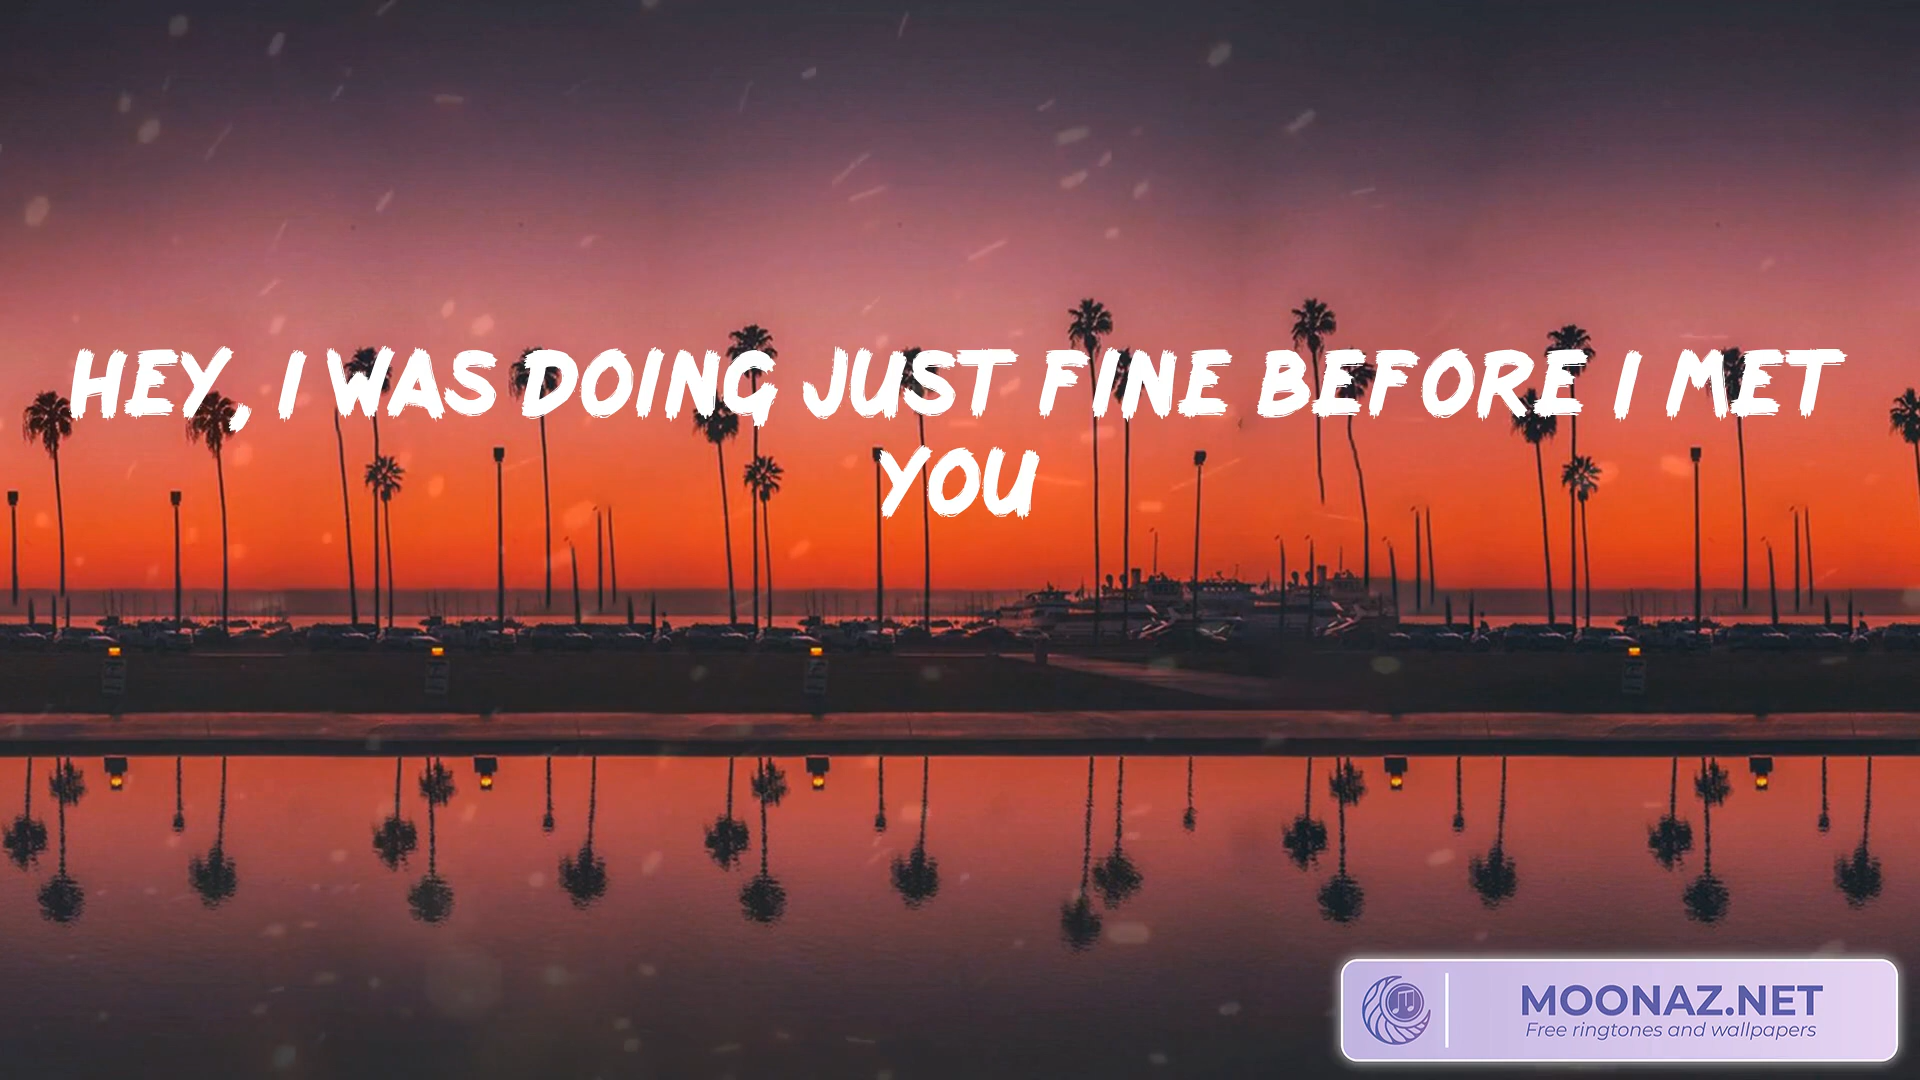 HEY, I WAS DOING JUST FINE BEFORE I MET
YOU
MOONAZ.NET
Free ringtones and wallpapers